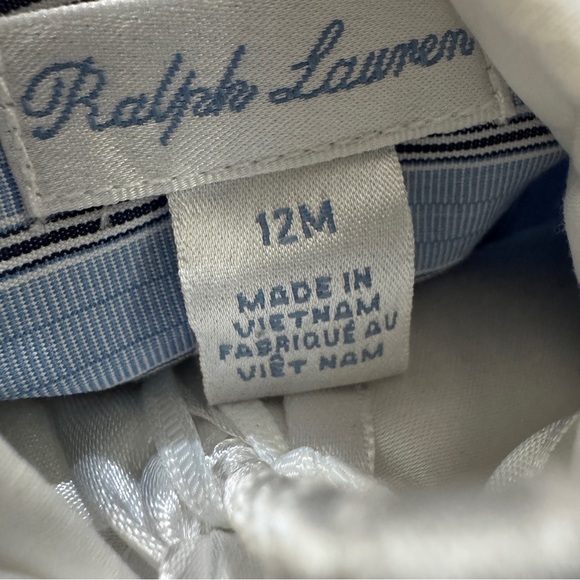 Ralph Lauren
12M
MADE IN
VIETNAM
FABRIQUÉ AU
VIÊT NAM